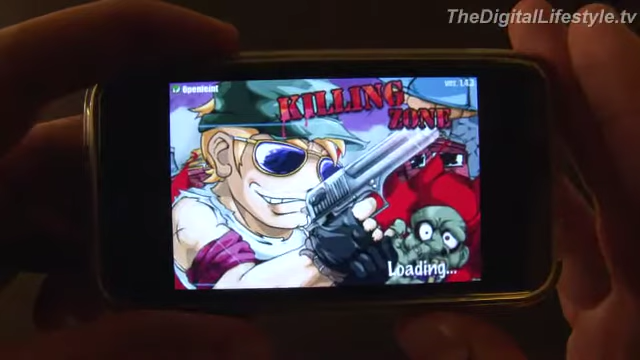 TheDigitalLifestyle.tv
OpenFeint
ver. 1.4.3
KILLING
ZONE
Loading...